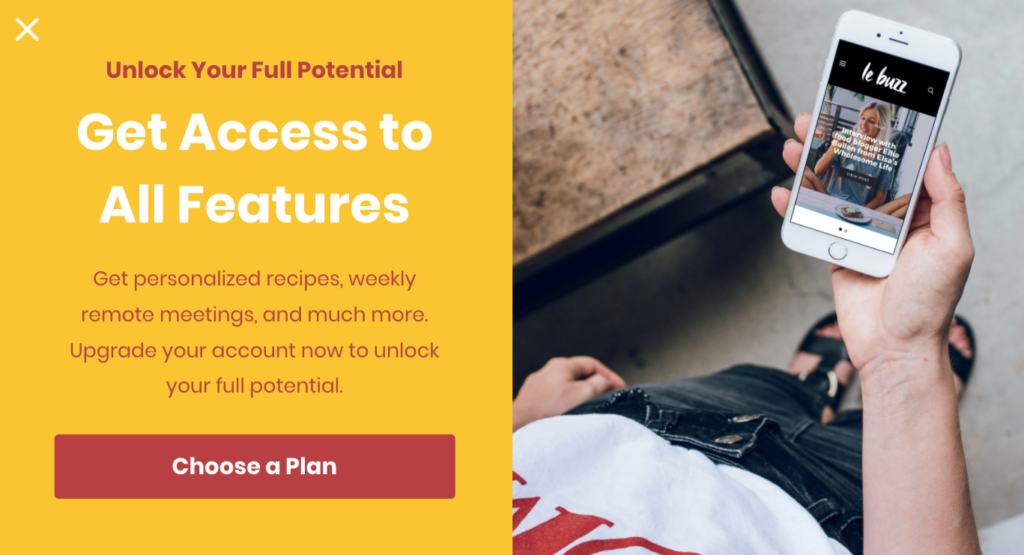 Unlock Your Full Potential
Get Access to
All Features
Get personalized recipes, weekly
remote meetings, and much more.
Upgrade your account now to unlock
your full potential.
Choose a Plan
le buzz
Interview with
food blogger Ellie
Bullen from Elsa's
Wholesome Life
VIEW POST